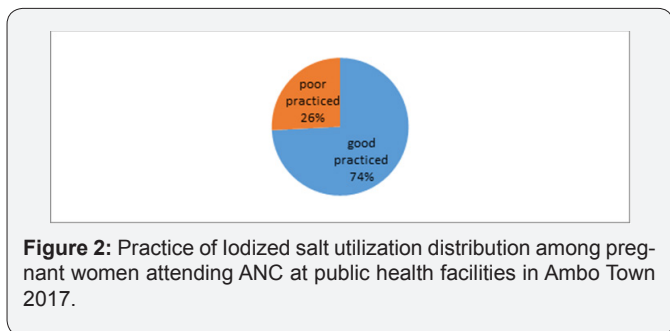 poor
practiced
26%
good
practiced
74%
Figure 2: Practice of Iodized salt utilization distribution among preg-
nant women attending ANC at public health facilities in Ambo Town
2017.